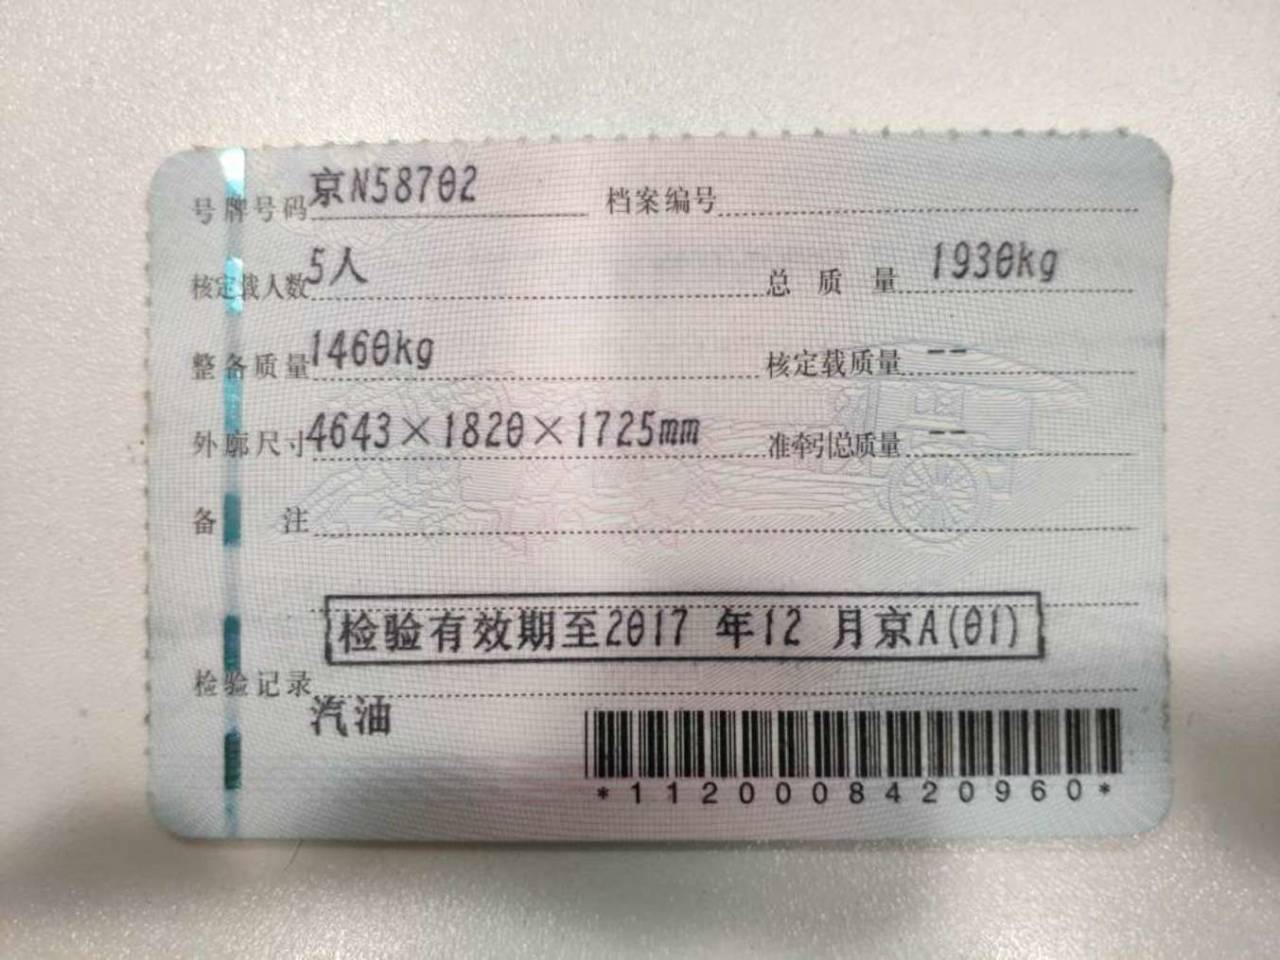 号牌号码 京N58702 档案编号
核定载人数 5人 总质量 1930kg
整备质量 1460kg 核定载质量 --
外廓尺寸 4643×1820×1725mm 准牵引总质量 --
备注
检验有效期至2017 年12 月京A(01)
检验记录
汽油
*1120008420960*